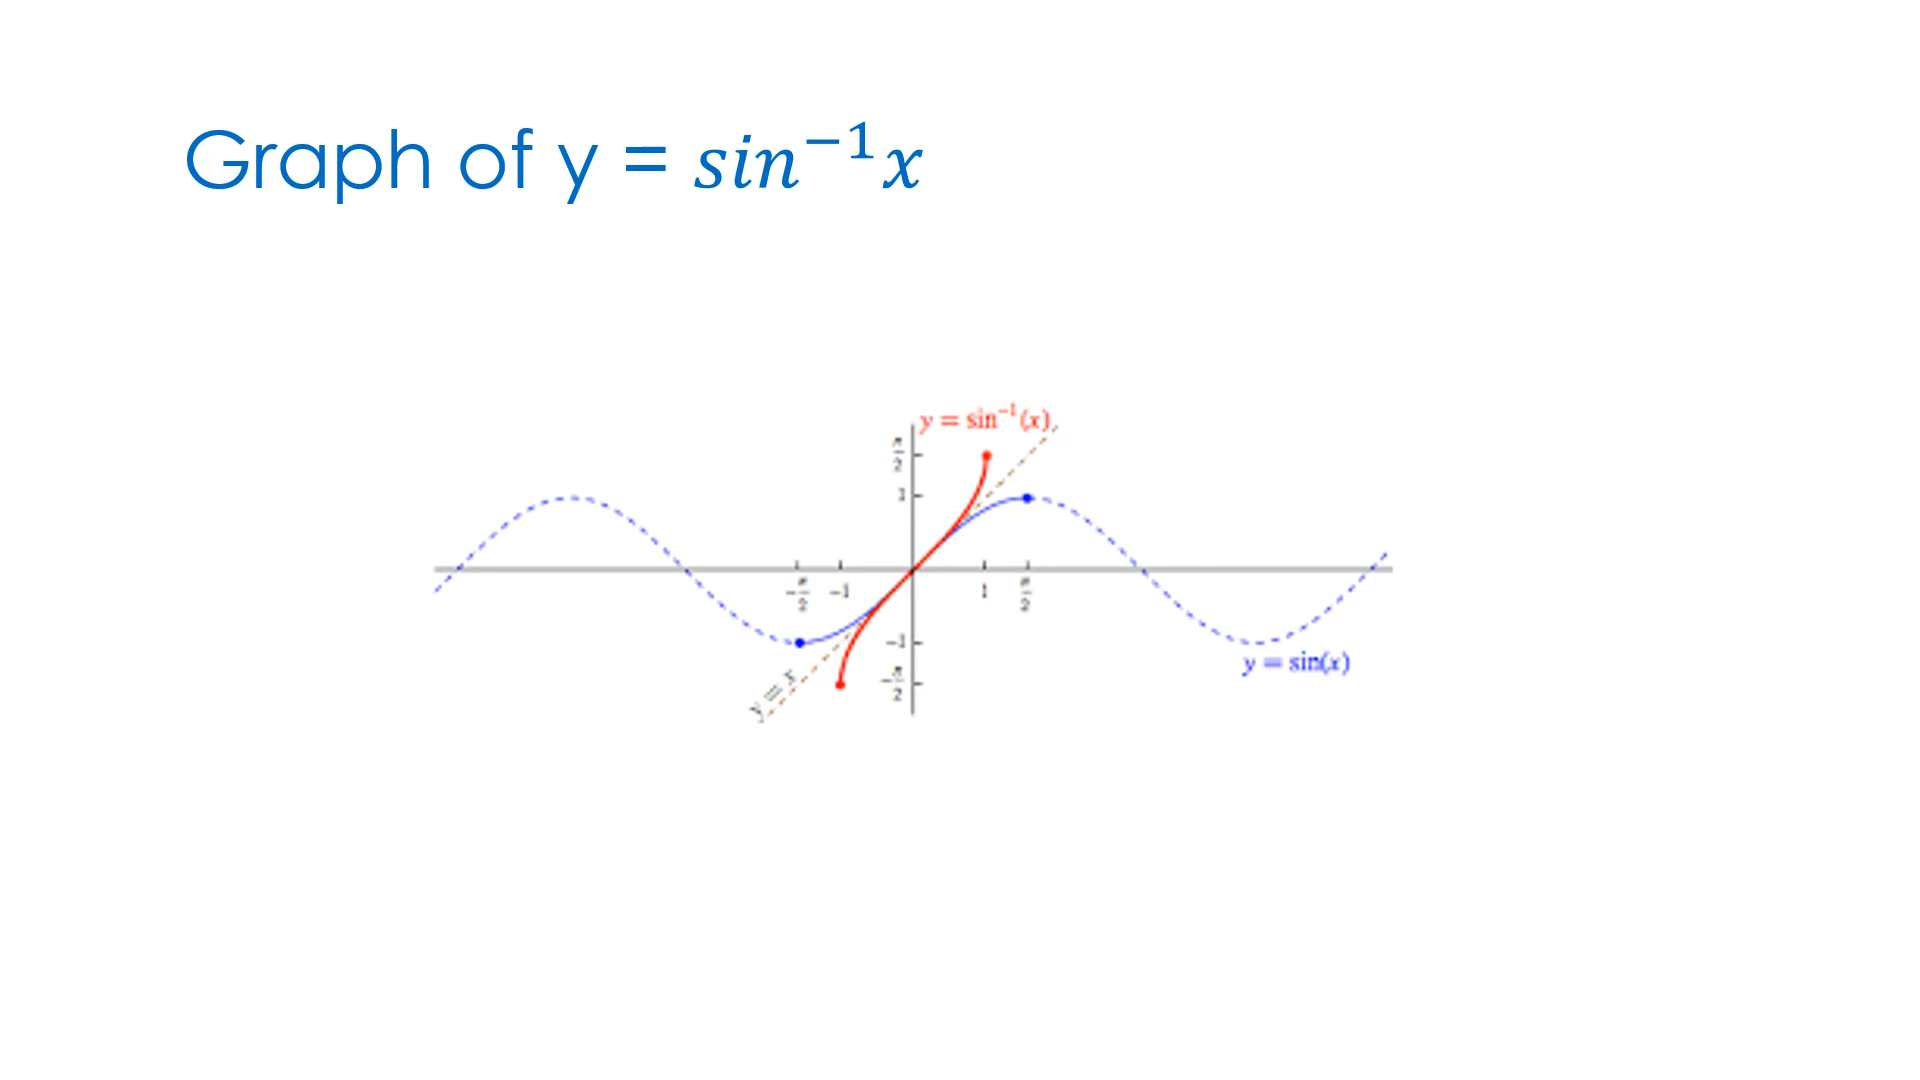 Graph of y = sin⁻¹x
y = sin⁻¹(x)
π/2
1
-π/2 -1 1 π/2
-1
-π/2
y = x
y = sin(x)